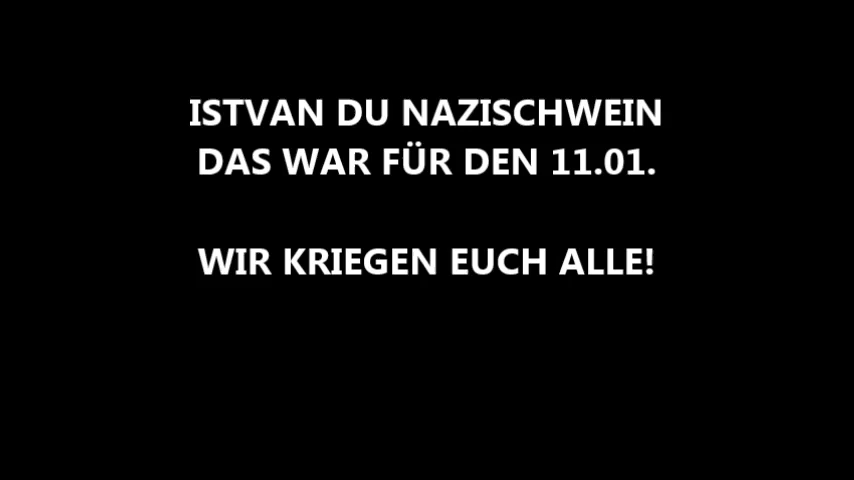 ISTVAN DU NAZISCHWEIN
DAS WAR FÜR DEN 11.01.
WIR KRIEGEN EUCH ALLE!